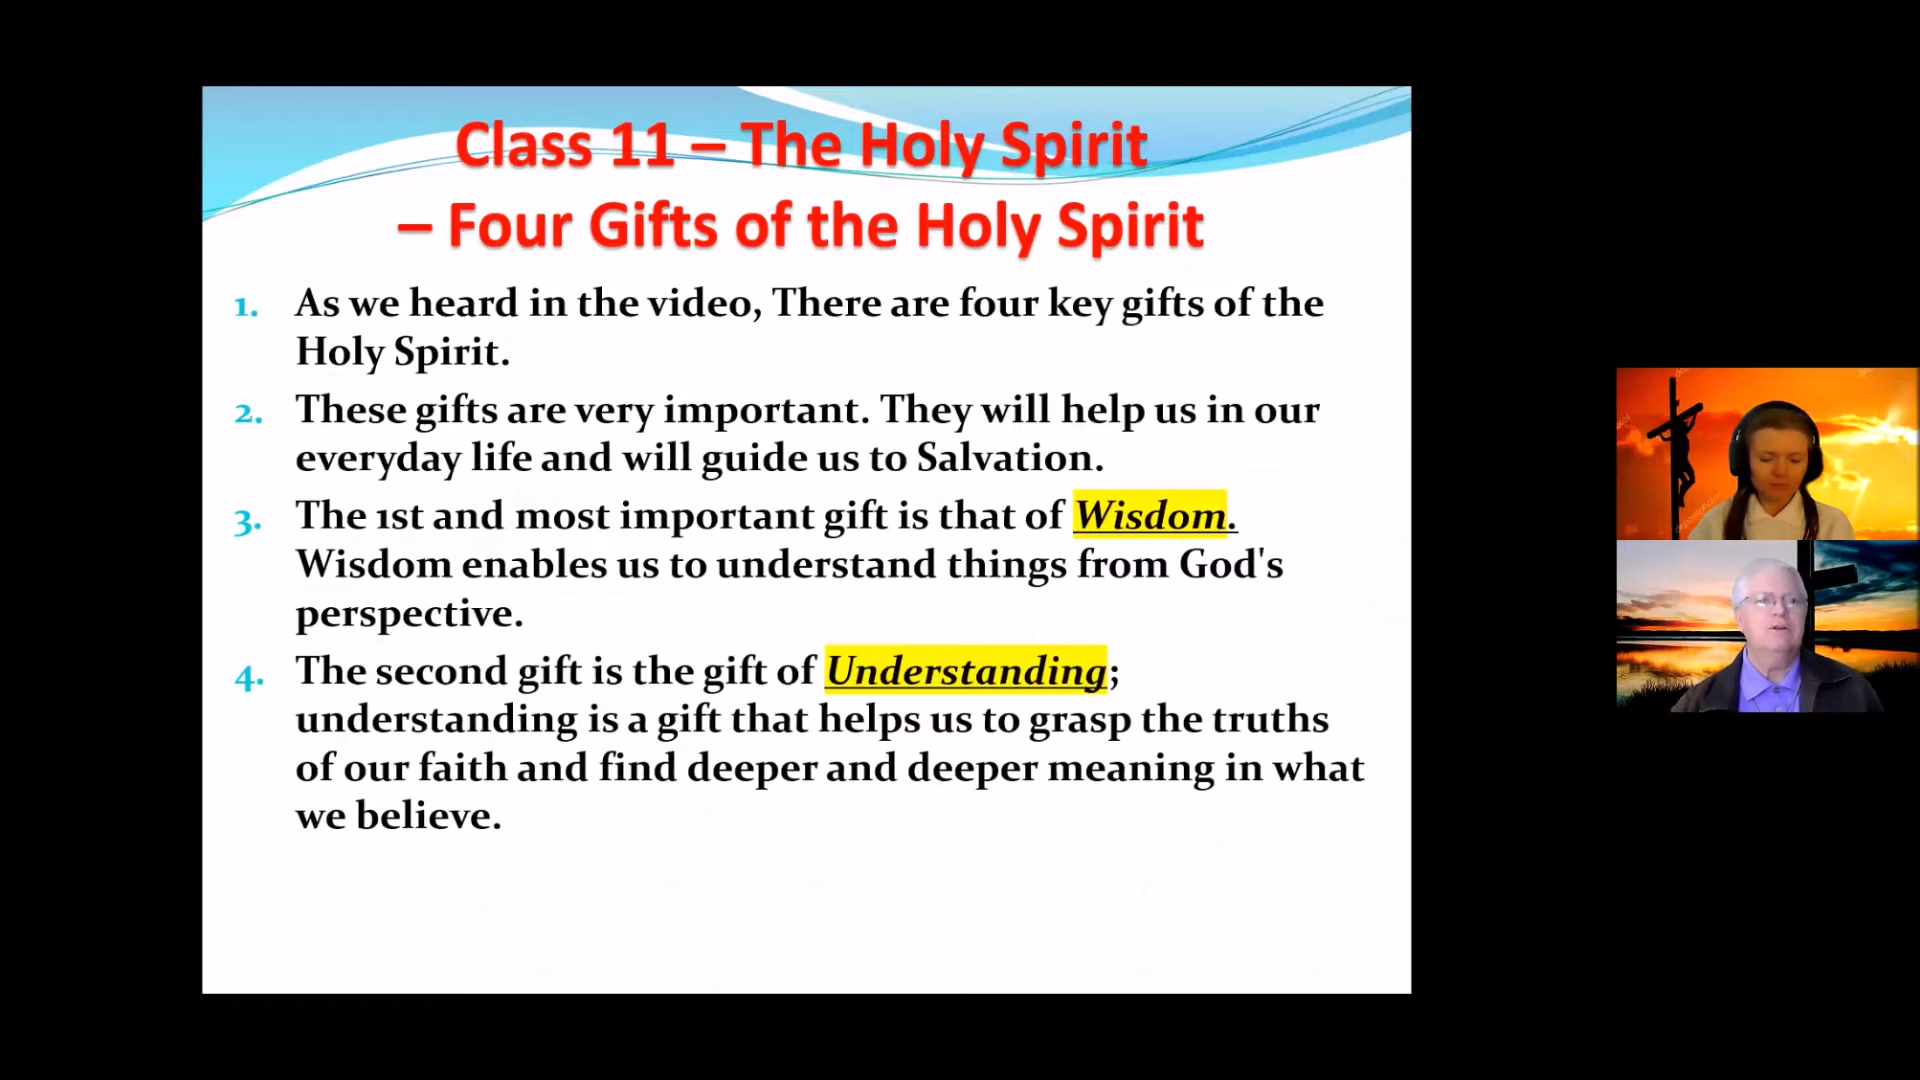 Class 11 – The Holy Spirit
– Four Gifts of the Holy Spirit
1. As we heard in the video, There are four key gifts of the
Holy Spirit.
2. These gifts are very important. They will help us in our
everyday life and will guide us to Salvation.
3. The 1st and most important gift is that of Wisdom.
Wisdom enables us to understand things from God's
perspective.
4. The second gift is the gift of Understanding;
understanding is a gift that helps us to grasp the truths
of our faith and find deeper and deeper meaning in what
we believe.